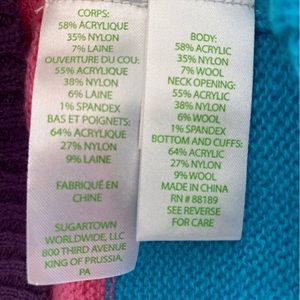 CORPS:
58% ACRYLIQUE
35% NYLON
7% LAINE
OUVERTURE DU COU:
55% ACRYLIQUE
38% NYLON
6% LAINE
1% SPANDEX
BAS ET POIGNETS:
64% ACRYLIQUE
27% NYLON
9% LAINE
FABRIQUÉ EN
CHINE
SUGARTOWN
WORLDWIDE, LLC
800 THIRD AVENUE
KING OF PRUSSIA,
PA
BODY:
58% ACRYLIC
35% NYLON
7% WOOL
NECK OPENING:
55% ACRYLIC
38% NYLON
6% WOOL
1% SPANDEX
BOTTOM AND CUFFS:
64% ACRYLIC
27% NYLON
9% WOOL
MADE IN CHINA
RN # 88189
SEE REVERSE
FOR CARE